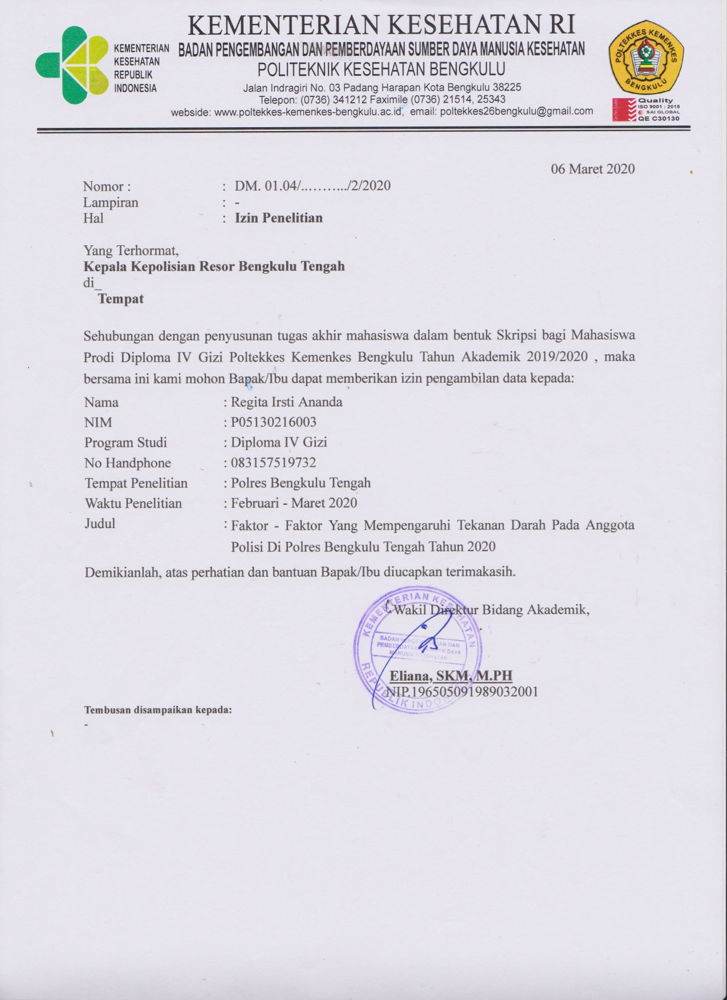 KEMENTERIAN KESEHATAN REPUBLIK INDONESIA
KEMENTERIAN KESEHATAN RI
BADAN PENGEMBANGAN DAN PEMBERDAYAAN SUMBER DAYA MANUSIA KESEHATAN
POLITEKNIK KESEHATAN BENGKULU
Jalan Indragiri No. 03 Padang Harapan Kota Bengkulu 38225
Telepon: (0736) 341212 Faximile (0736) 21514, 25343
webside: www.poltekkes-kemenkes-bengkulu.ac.id, email: poltekkes26bengkulu@gmail.com
POLTEKKES KEMENKES
BENGKULU
Quality
ISO 9001 : 2015
SAI GLOBAL
QE C30130
06 Maret 2020
Nomor : : DM. 01.04/........../2/2020
Lampiran : -
Hal : Izin Penelitian
Yang Terhormat,
Kepala Kepolisian Resor Bengkulu Tengah
di_
Tempat
Sehubungan dengan penyusunan tugas akhir mahasiswa dalam bentuk Skripsi bagi Mahasiswa
Prodi Diploma IV Gizi Poltekkes Kemenkes Bengkulu Tahun Akademik 2019/2020 , maka
bersama ini kami mohon Bapak/Ibu dapat memberikan izin pengambilan data kepada:
Nama : Regita Irsti Ananda
NIM : P05130216003
Program Studi : Diploma IV Gizi
No Handphone : 083157519732
Tempat Penelitian : Polres Bengkulu Tengah
Waktu Penelitian : Februari - Maret 2020
Judul : Faktor - Faktor Yang Mempengaruhi Tekanan Darah Pada Anggota
Polisi Di Polres Bengkulu Tengah Tahun 2020
Demikianlah, atas perhatian dan bantuan Bapak/Ibu diucapkan terimakasih.
Wakil Direktur Bidang Akademik,
KEMENTERIAN KESEHATAN
BADAN PENGEMBANGAN DAN
PEMBERDAYAAN SUMBER DAYA
MANUSIA KESEHATAN
REPUBLIK INDONESIA
Eliana, SKM, M.PH
NIP.196505091989032001
Tembusan disampaikan kepada:
-